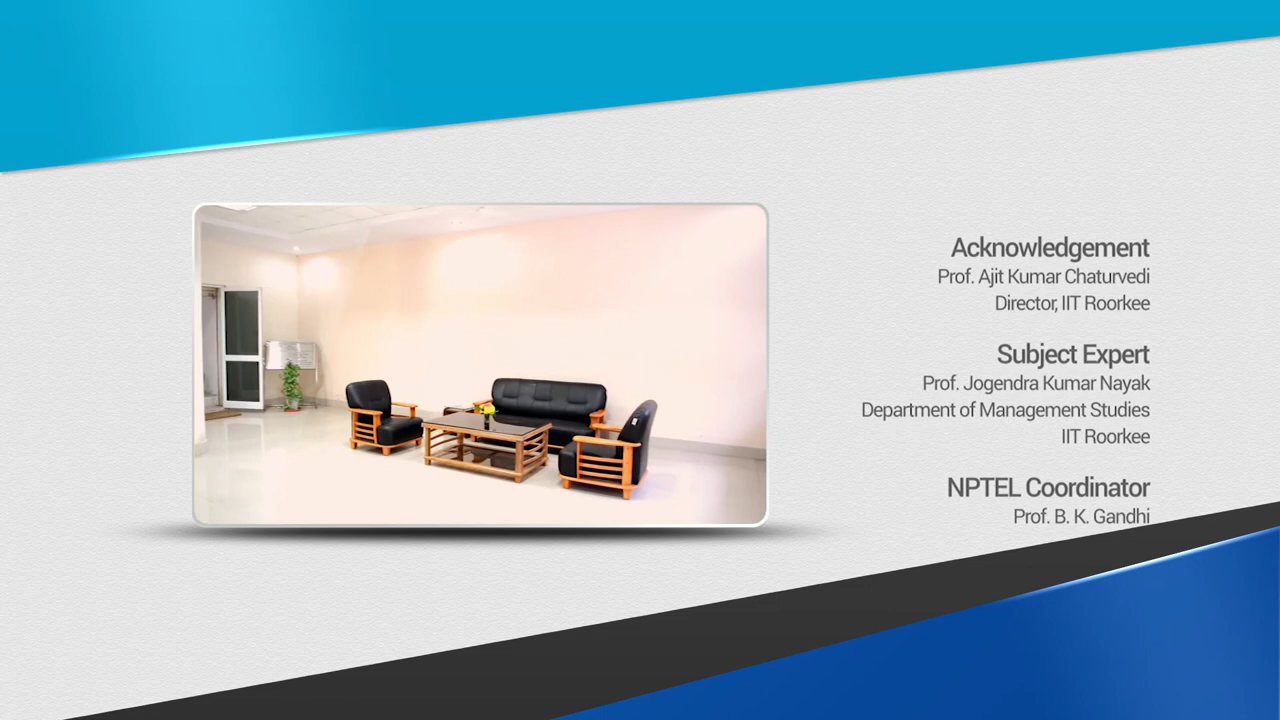 Acknowledgement
Prof. Ajit Kumar Chaturvedi
Director, IIT Roorkee
Subject Expert
Prof. Jogendra Kumar Nayak
Department of Management Studies
IIT Roorkee
NPTEL Coordinator
Prof. B. K. Gandhi